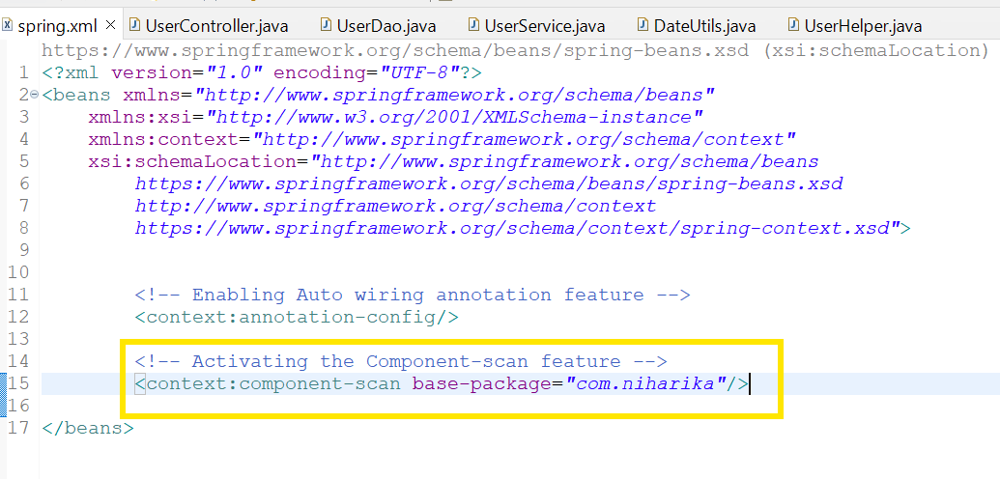 spring.xml UserController.java UserDao.java UserService.java DateUtils.java UserHelper.java
https://www.springframework.org/schema/beans/spring-beans.xsd (xsi:schemaLocation)
1 <?xml version="1.0" encoding="UTF-8"?>
2 <beans xmlns="http://www.springframework.org/schema/beans"
3 xmlns:xsi="http://www.w3.org/2001/XMLSchema-instance"
4 xmlns:context="http://www.springframework.org/schema/context"
5 xsi:schemaLocation="http://www.springframework.org/schema/beans
6 https://www.springframework.org/schema/beans/spring-beans.xsd
7 http://www.springframework.org/schema/context
8 https://www.springframework.org/schema/context/spring-context.xsd">
9
10
11 <!-- Enabling Auto wiring annotation feature -->
12 <context:annotation-config/>
13
14 <!-- Activating the Component-scan feature -->
15 <context:component-scan base-package="com.niharika"/>
16
17 </beans>